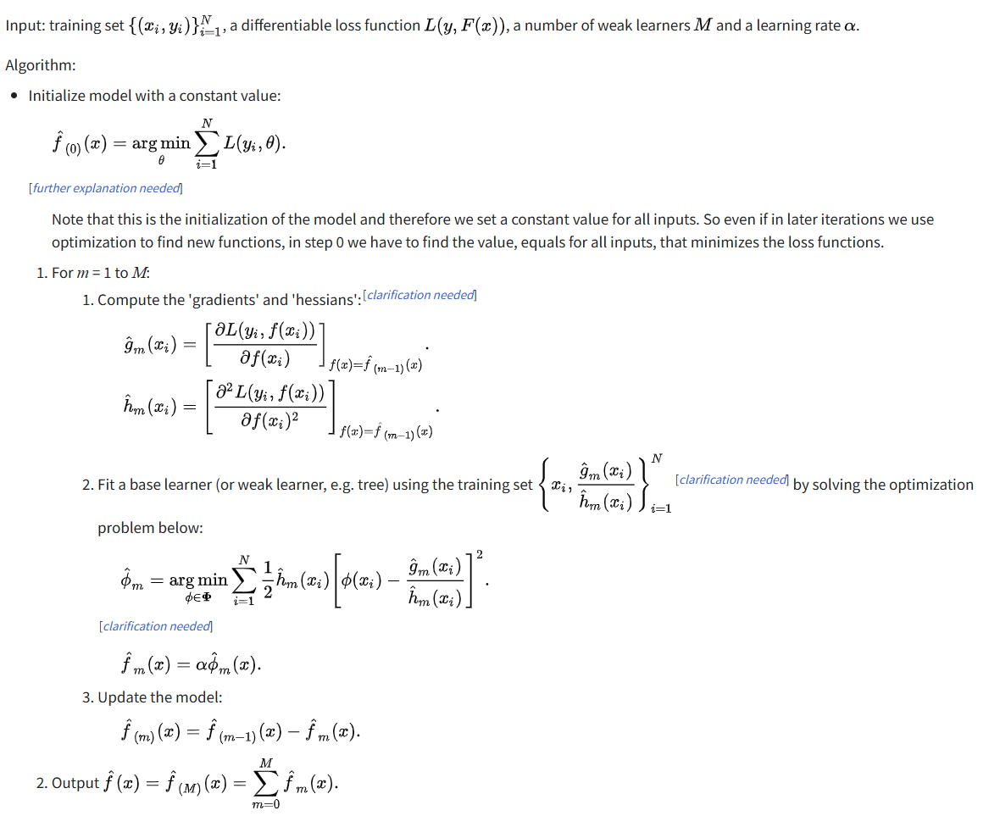 Input: training set $\{(x_i, y_i)\}_{i=1}^N$, a differentiable loss function $L(y, F(x))$, a number of weak learners $M$ and a learning rate $\alpha$.
Algorithm:
• Initialize model with a constant value:
$\hat{f}_{(0)}(x) = \underset{\theta}{\arg\min} \sum_{i=1}^N L(y_i, \theta).$
[further explanation needed]
Note that this is the initialization of the model and therefore we set a constant value for all inputs. So even if in later iterations we use
optimization to find new functions, in step 0 we have to find the value, equals for all inputs, that minimizes the loss functions.
1. For m = 1 to M:
1. Compute the 'gradients' and 'hessians':[clarification needed]
$\hat{g}_m(x_i) = \left[\frac{\partial L(y_i, f(x_i))}{\partial f(x_i)}\right]_{f(x)=\hat{f}_{(m-1)}(x)}.$
$\hat{h}_m(x_i) = \left[\frac{\partial^2 L(y_i, f(x_i))}{\partial f(x_i)^2}\right]_{f(x)=\hat{f}_{(m-1)}(x)}.$
2. Fit a base learner (or weak learner, e.g. tree) using the training set $\left\{x_i, \frac{\hat{g}_m(x_i)}{\hat{h}_m(x_i)}\right\}_{i=1}^N$ [clarification needed] by solving the optimization
problem below:
$\hat{\phi}_m = \underset{\phi \in \mathbf{\Phi}}{\arg\min} \sum_{i=1}^N \frac{1}{2} \hat{h}_m(x_i) \left[\phi(x_i) - \frac{\hat{g}_m(x_i)}{\hat{h}_m(x_i)}\right]^2.$
[clarification needed]
$\hat{f}_m(x) = \alpha \hat{\phi}_m(x).$
3. Update the model:
$\hat{f}_{(m)}(x) = \hat{f}_{(m-1)}(x) - \hat{f}_m(x).$
2. Output $\hat{f}(x) = \hat{f}_{(M)}(x) = \sum_{m=0}^M \hat{f}_m(x).$